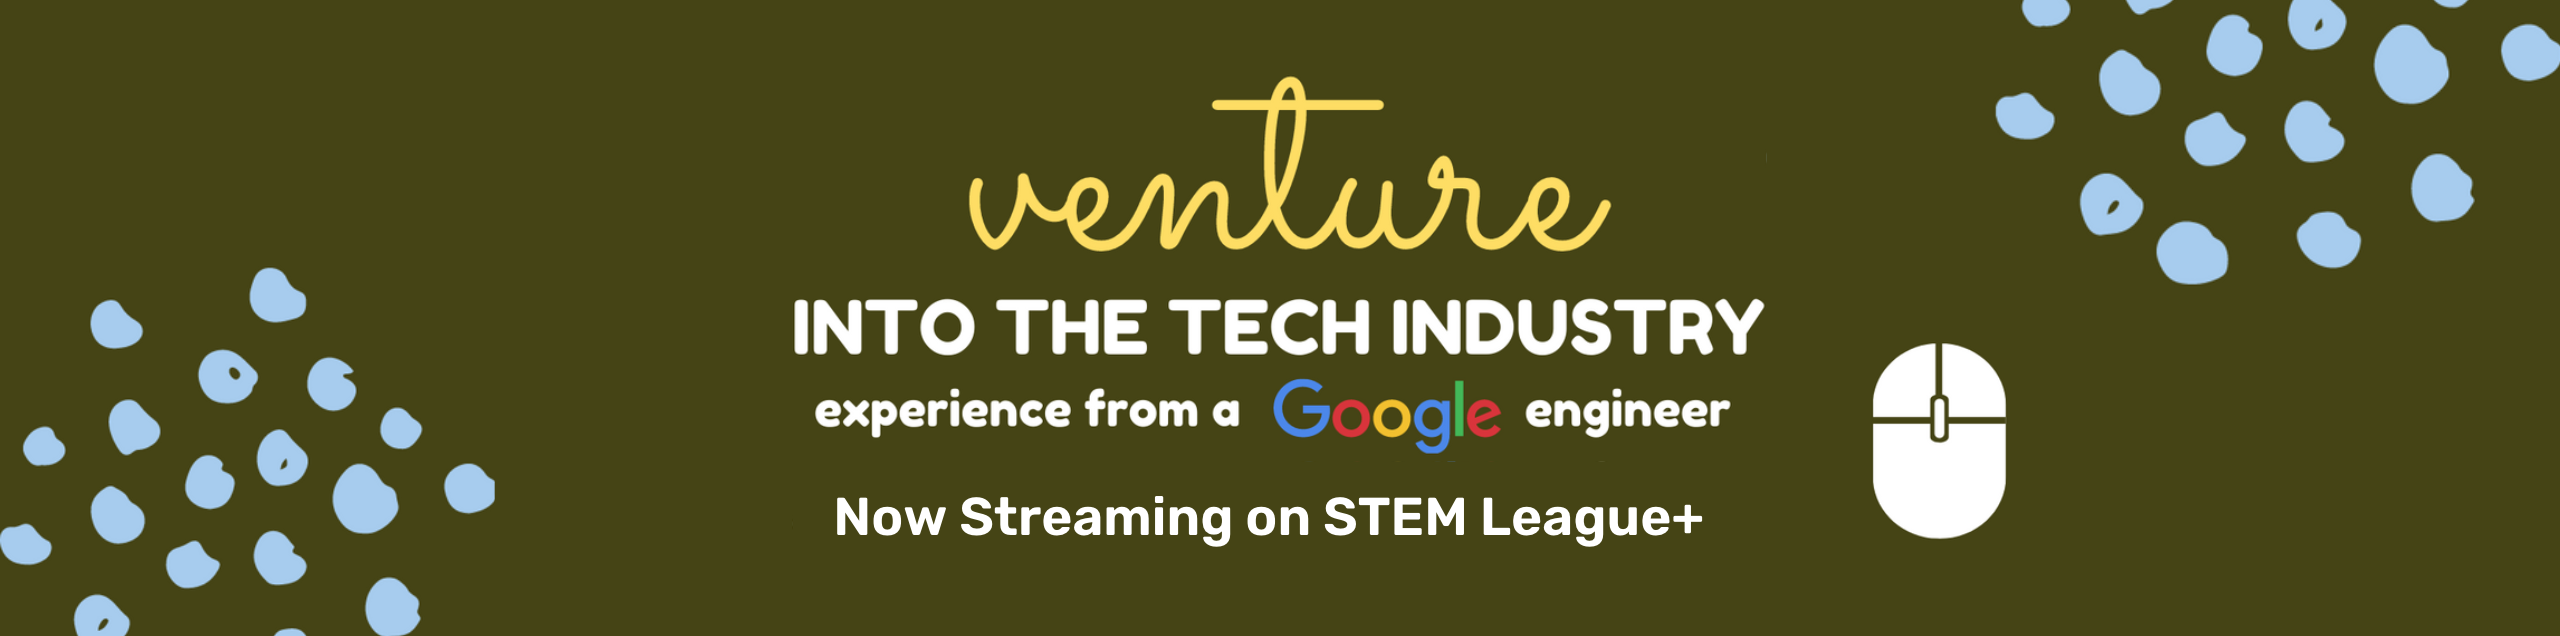 venture
INTO THE TECH INDUSTRY
experience from a Google engineer
Now Streaming on STEM League+